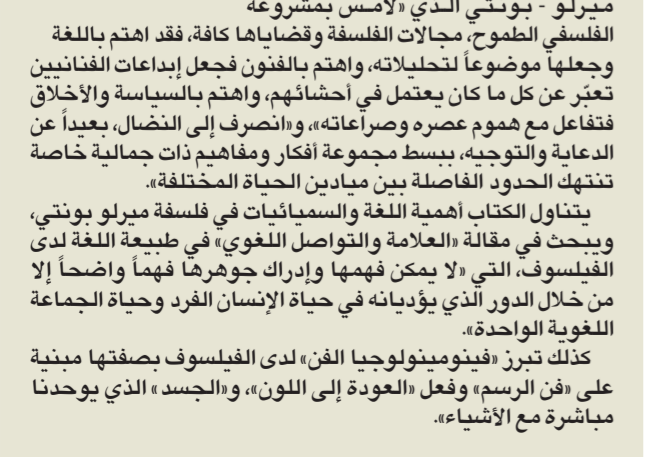 ميرلو - بونتي الـذي «لامـس بمشروعه
الفلسفي الطموح، مجالات الفلسفة وقضاياها كافة، فقد اهتم باللغة
وجعلها موضوعاً لتحليلاته، واهتم بالفنون فجعل إبداعات الفنانيين
تعبّر عن كل ما كان يعتمل في أحشائهم، واهتم بالسياسة والأخلاق
فتفاعل مع هموم عصره وصراعاته»، و«انصرف إلى النضال، بعيداً عن
الدعاية والتوجيه، ببسط مجموعة أفكار ومفاهيم ذات جمالية خاصة
تنتهك الحدود الفاصلة بين ميادين الحياة المختلفة».
يتناول الكتاب أهمية اللغة والسميائيات في فلسفة ميرلو بونتي،
ويبحث في مقالة «العلامة والتواصل اللغوي» في طبيعة اللغة لدى
الفيلسوف، التي «لا يمكن فهمها وإدراك جوهرها فهماً واضحاً إلا
من خلال الدور الذي يؤديانه في حياة الإنسان الفرد وحياة الجماعة
اللغوية الواحدة».
كذلك تبرز «فينومينولوجيا الفن» لدى الفيلسوف بصفتها مبنية
على «فن الرسم» وفعل «العودة إلى اللون»، و«الجسد» الذي يوحدنا
مباشرة مع الأشياء».